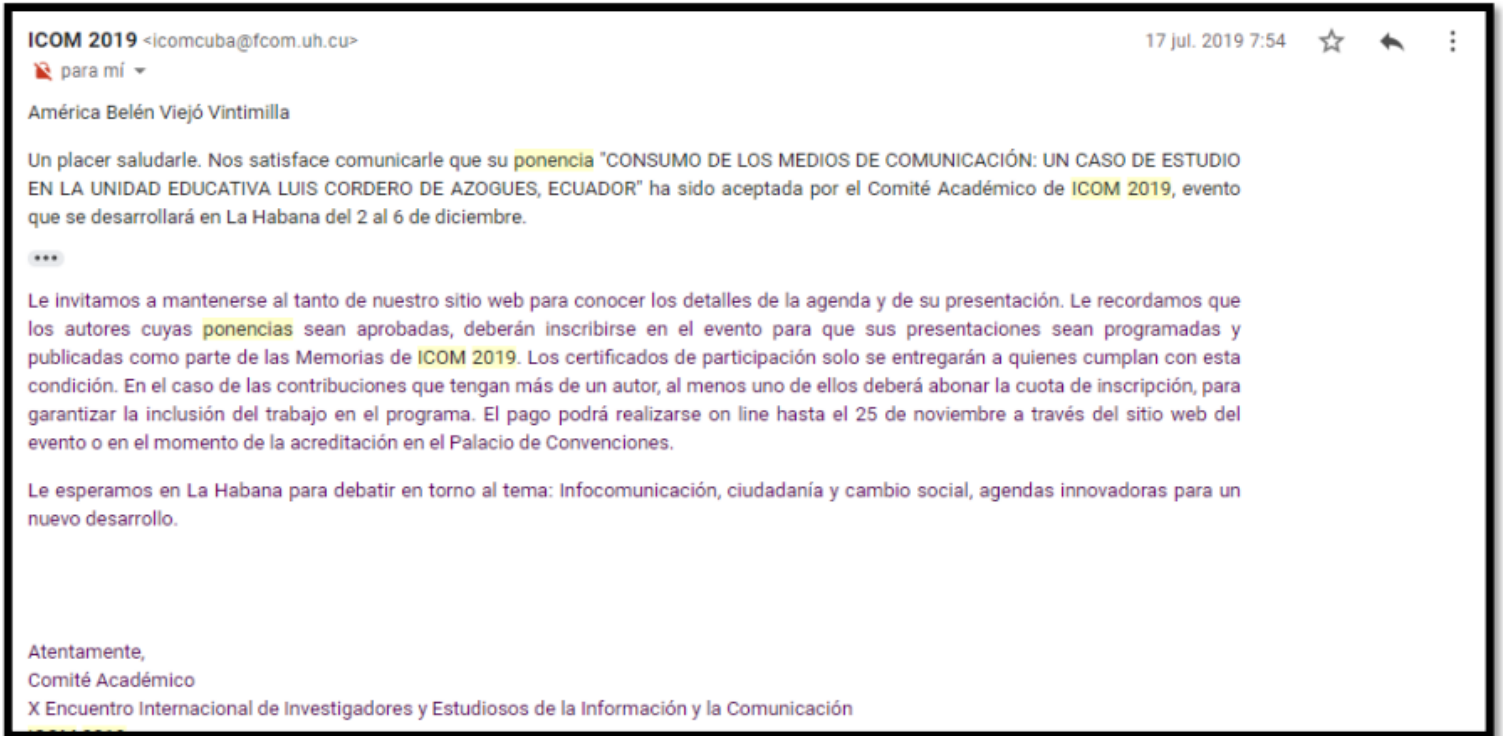 ICOM 2019 <icomcuba@fcom.uh.cu>
17 jul. 2019 7:54
para mí
América Belén Viejó Vintimilla
Un placer saludarle. Nos satisface comunicarle que su ponencia "CONSUMO DE LOS MEDIOS DE COMUNICACIÓN: UN CASO DE ESTUDIO
EN LA UNIDAD EDUCATIVA LUIS CORDERO DE AZOGUES, ECUADOR" ha sido aceptada por el Comité Académico de ICOM 2019, evento
que se desarrollará en La Habana del 2 al 6 de diciembre.
Le invitamos a mantenerse al tanto de nuestro sitio web para conocer los detalles de la agenda y de su presentación. Le recordamos que
los autores cuyas ponencias sean aprobadas, deberán inscribirse en el evento para que sus presentaciones sean programadas y
publicadas como parte de las Memorias de ICOM 2019. Los certificados de participación solo se entregarán a quienes cumplan con esta
condición. En el caso de las contribuciones que tengan más de un autor, al menos uno de ellos deberá abonar la cuota de inscripción, para
garantizar la inclusión del trabajo en el programa. El pago podrá realizarse on line hasta el 25 de noviembre a través del sitio web del
evento o en el momento de la acreditación en el Palacio de Convenciones.
Le esperamos en La Habana para debatir en torno al tema: Infocomunicación, ciudadanía y cambio social, agendas innovadoras para un
nuevo desarrollo.
Atentamente,
Comité Académico
X Encuentro Internacional de Investigadores y Estudiosos de la Información y la Comunicación